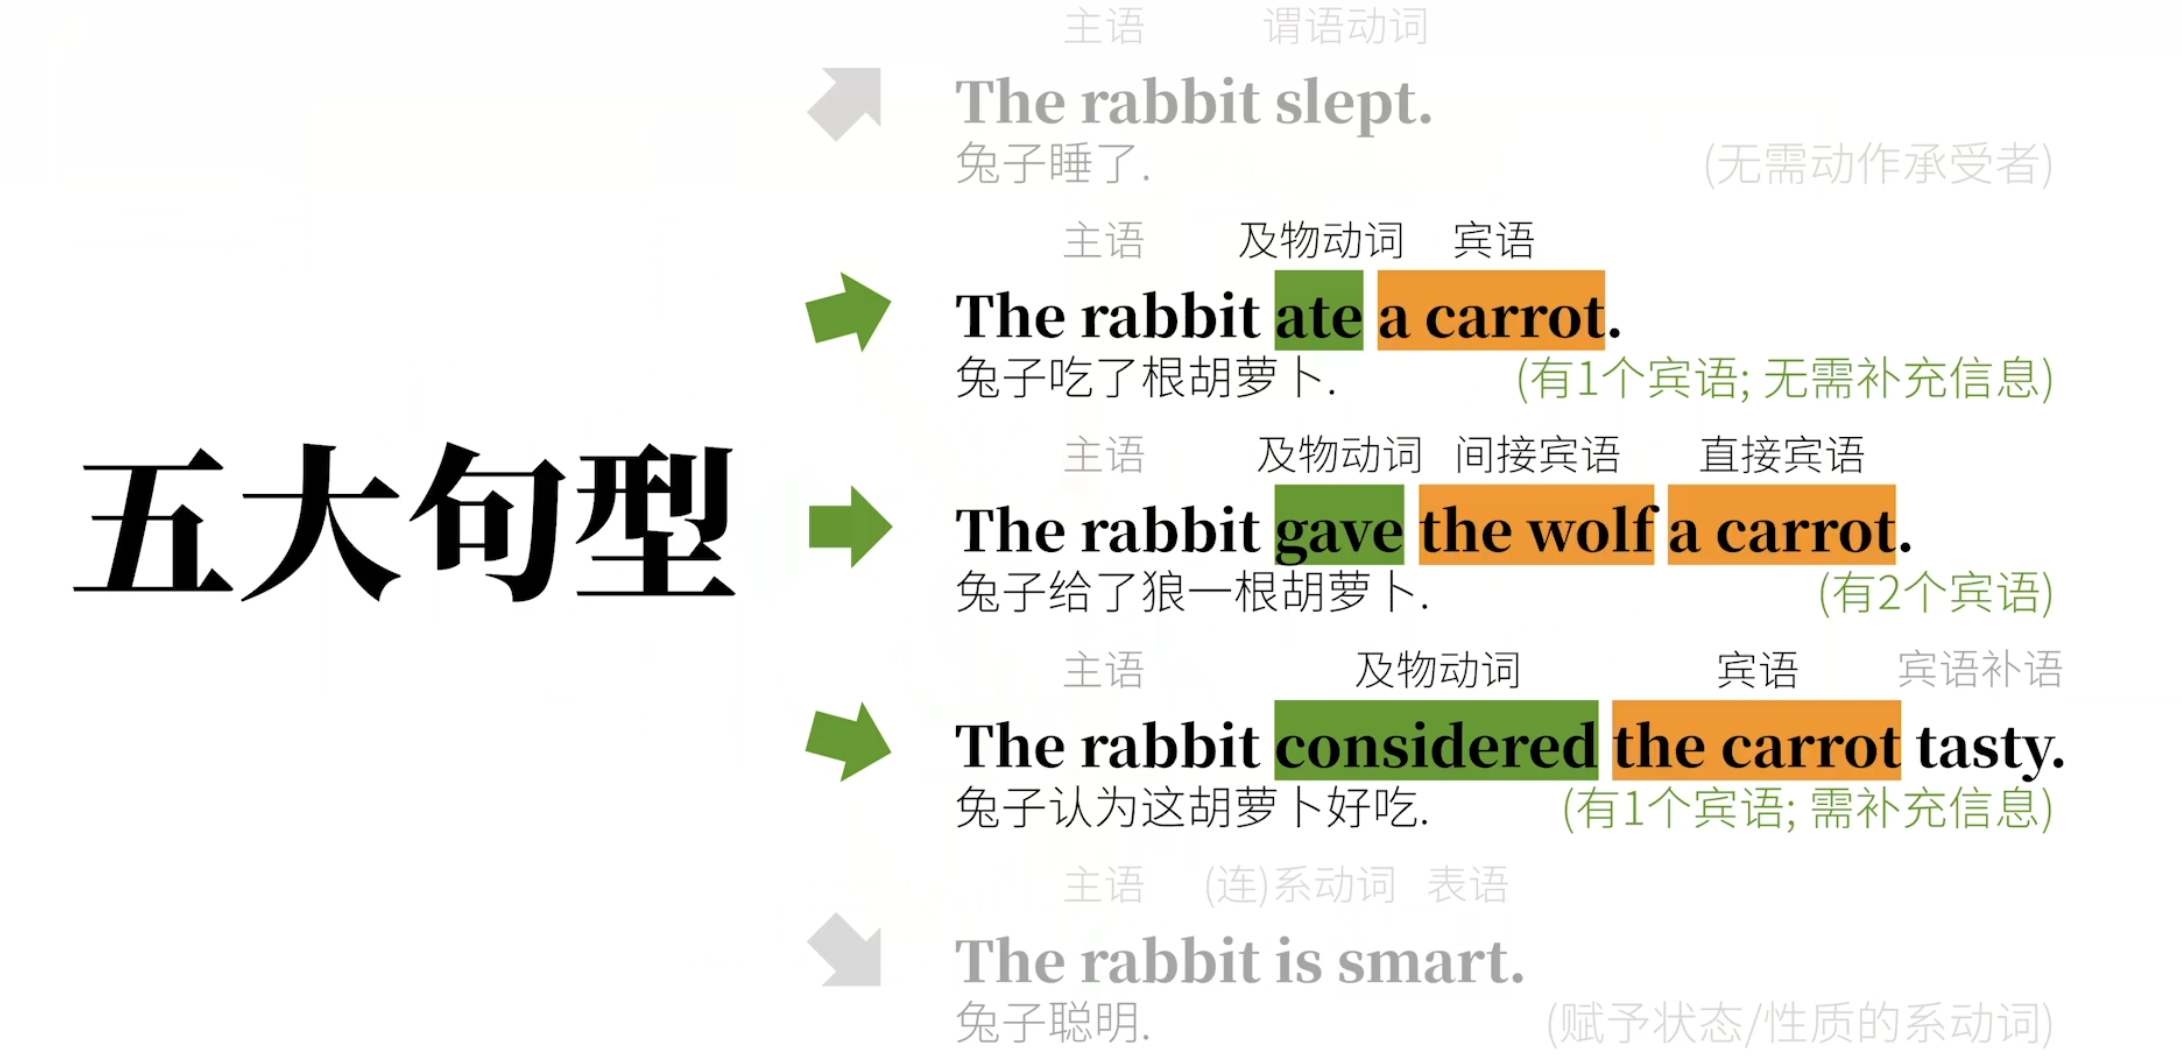 五大句型
主语 谓语动词
The rabbit slept.
兔子睡了. (无需动作承受者)
主语 及物动词 宾语
The rabbit ate a carrot.
兔子吃了根胡萝卜. (有1个宾语; 无需补充信息)
主语 及物动词 间接宾语 直接宾语
The rabbit gave the wolf a carrot.
兔子给了狼一根胡萝卜. (有2个宾语)
主语 及物动词 宾语 宾语补语
The rabbit considered the carrot tasty.
兔子认为这胡萝卜好吃. (有1个宾语; 需补充信息)
主语 (连)系动词 表语
The rabbit is smart.
兔子聪明. (赋予状态/性质的系动词)